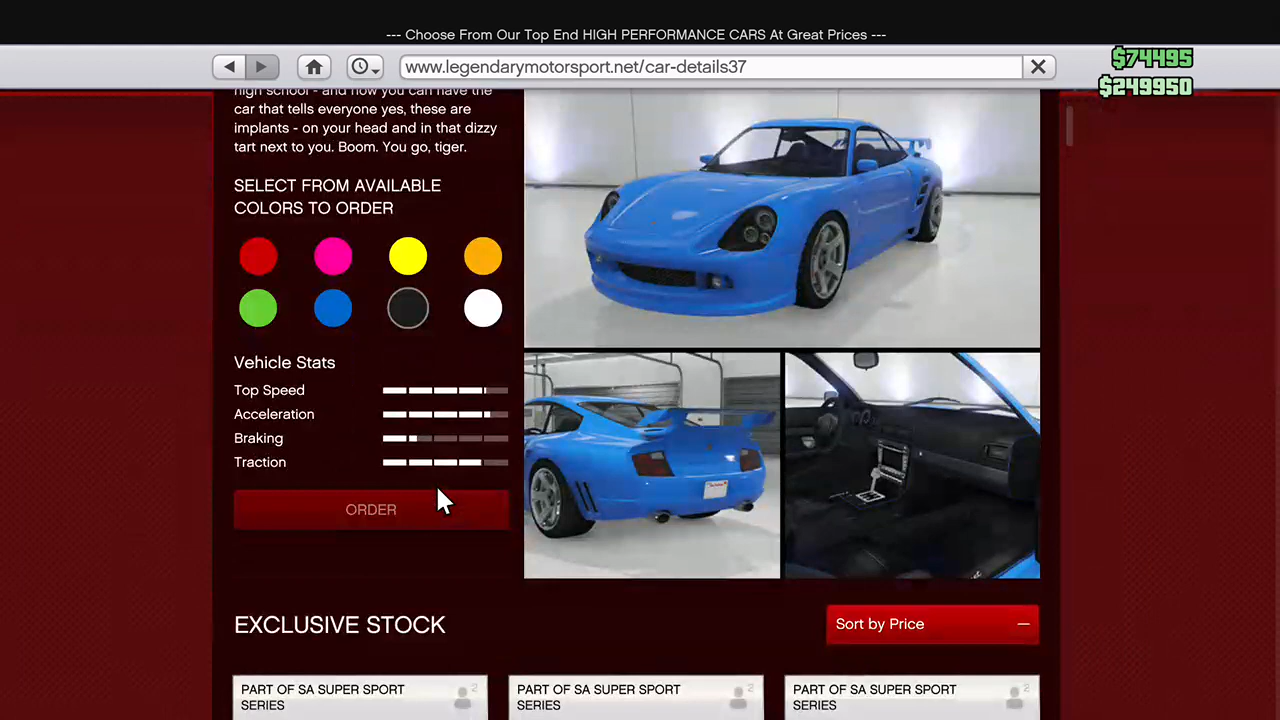 --- Choose From Our Top End HIGH PERFORMANCE CARS At Great Prices ---
www.legendarymotorsport.net/car-details37
$74495
$249950
high school - and now you can have the
car that tells everyone yes, these are
implants - on your head and in that dizzy
tart next to you. Boom. You go, tiger.
SELECT FROM AVAILABLE
COLORS TO ORDER
Vehicle Stats
Top Speed
Acceleration
Braking
Traction
ORDER
EXCLUSIVE STOCK
Sort by Price
PART OF SA SUPER SPORT
SERIES
2
PART OF SA SUPER SPORT
SERIES
2
PART OF SA SUPER SPORT
SERIES
2